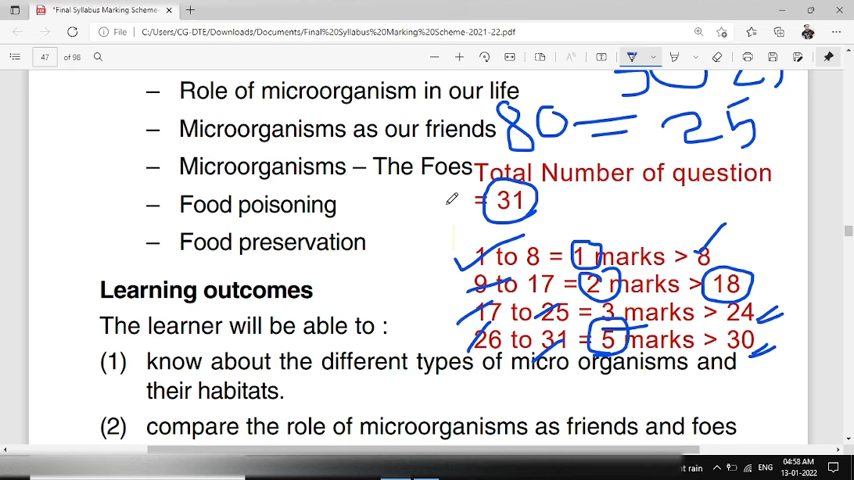 Final Syllabus Marking Scheme-
File
C:/Users/CG-DTE/Downloads/Documents/Final%20Syllabus%20Marking%20Scheme-2021-22.pdf
47 of 98
– Role of microorganism in our life
– Microorganisms as our friends
80 = 25
– Microorganisms – The Foes
Total Number of question
= 31
– Food poisoning
– Food preservation
1 to 8 = 1 marks > 8
9 to 17 = 2 marks > 18
17 to 25 = 3 marks > 24
26 to 31 = 5 marks > 30
Learning outcomes
The learner will be able to :
(1) know about the different types of micro organisms and
their habitats.
(2) compare the role of microorganisms as friends and foes
nt rain
ENG
04:58 AM
13-01-2022